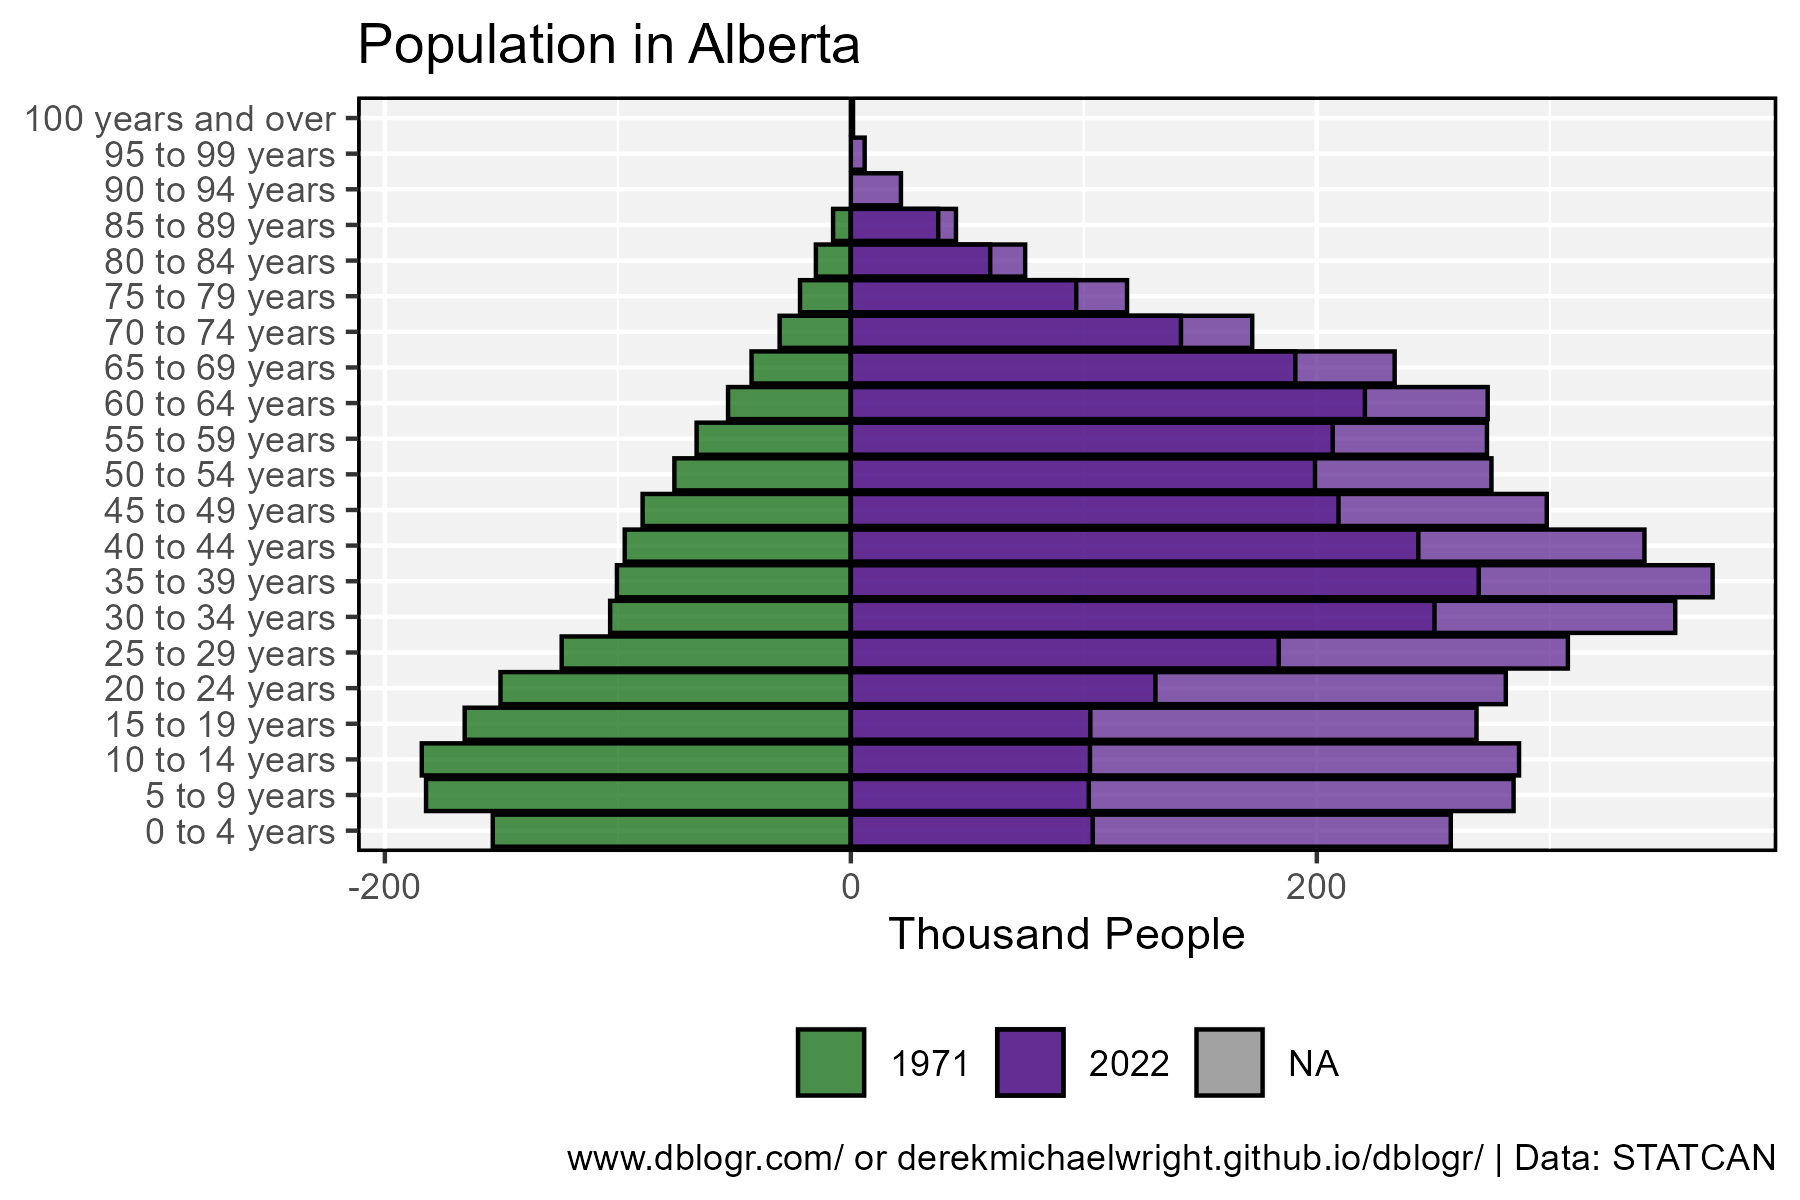 Population in Alberta
100 years and over
95 to 99 years
90 to 94 years
85 to 89 years
80 to 84 years
75 to 79 years
70 to 74 years
65 to 69 years
60 to 64 years
55 to 59 years
50 to 54 years
45 to 49 years
40 to 44 years
35 to 39 years
30 to 34 years
25 to 29 years
20 to 24 years
15 to 19 years
10 to 14 years
5 to 9 years
0 to 4 years
-200 0 200
Thousand People
1971 2022 NA
www.dblogr.com/ or derekmichaelwright.github.io/dblogr/ | Data: STATCAN